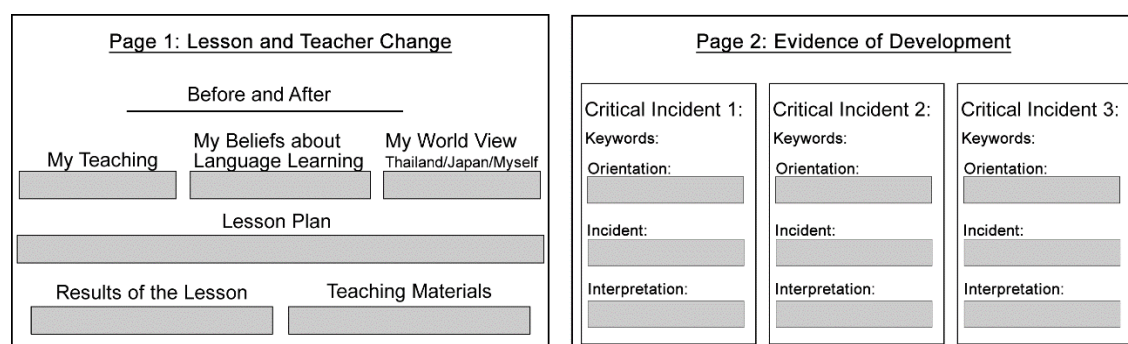 Page 1: Lesson and Teacher Change
Before and After
My Teaching
My Beliefs about
Language Learning
My World View
Thailand/Japan/Myself
Lesson Plan
Results of the Lesson
Teaching Materials
Page 2: Evidence of Development
Critical Incident 1:
Keywords:
Orientation:
Incident:
Interpretation:
Critical Incident 2:
Keywords:
Orientation:
Incident:
Interpretation:
Critical Incident 3:
Keywords:
Orientation:
Incident:
Interpretation: